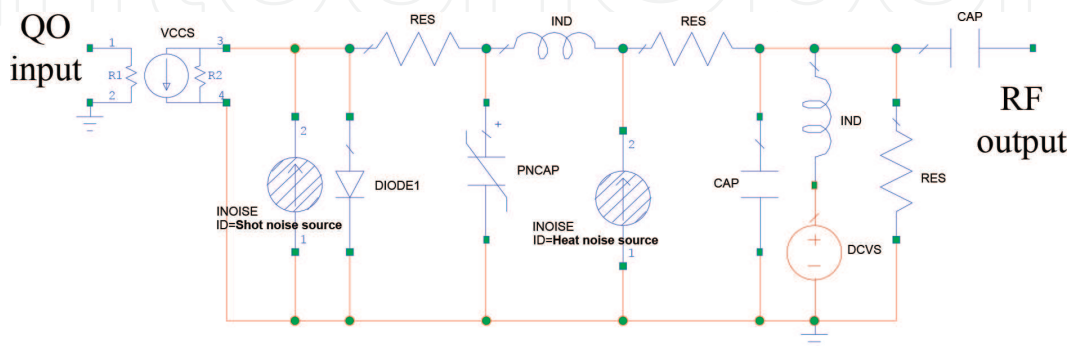 QO
input
1
2
R1
VCCS
3
4
R2
RES
IND
RES
CAP
2
1
INOISE
ID=Shot noise source
DIODE1
+
PNCAP
2
1
INOISE
ID=Heat noise source
CAP
IND
+
−
DCVS
RES
RF
output